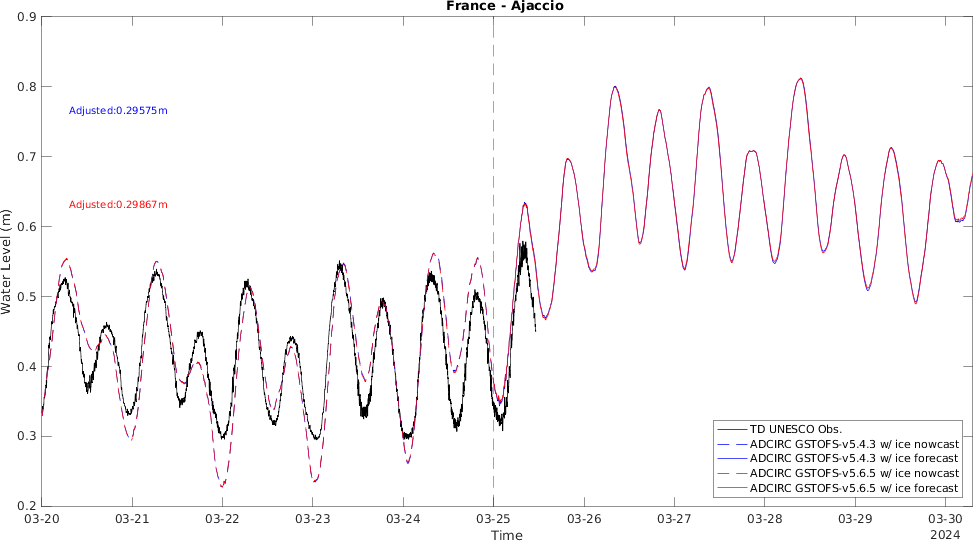 France - Ajaccio
0.9
0.8
0.7
0.6
0.5
0.4
0.3
0.2
Water Level (m)
Adjusted:0.29575m
Adjusted:0.29867m
TD UNESCO Obs.
ADCIRC GSTOFS-v5.4.3 w/ ice nowcast
ADCIRC GSTOFS-v5.4.3 w/ ice forecast
ADCIRC GSTOFS-v5.6.5 w/ ice nowcast
ADCIRC GSTOFS-v5.6.5 w/ ice forecast
03-20 03-21 03-22 03-23 03-24 03-25 03-26 03-27 03-28 03-29 03-30
Time 2024